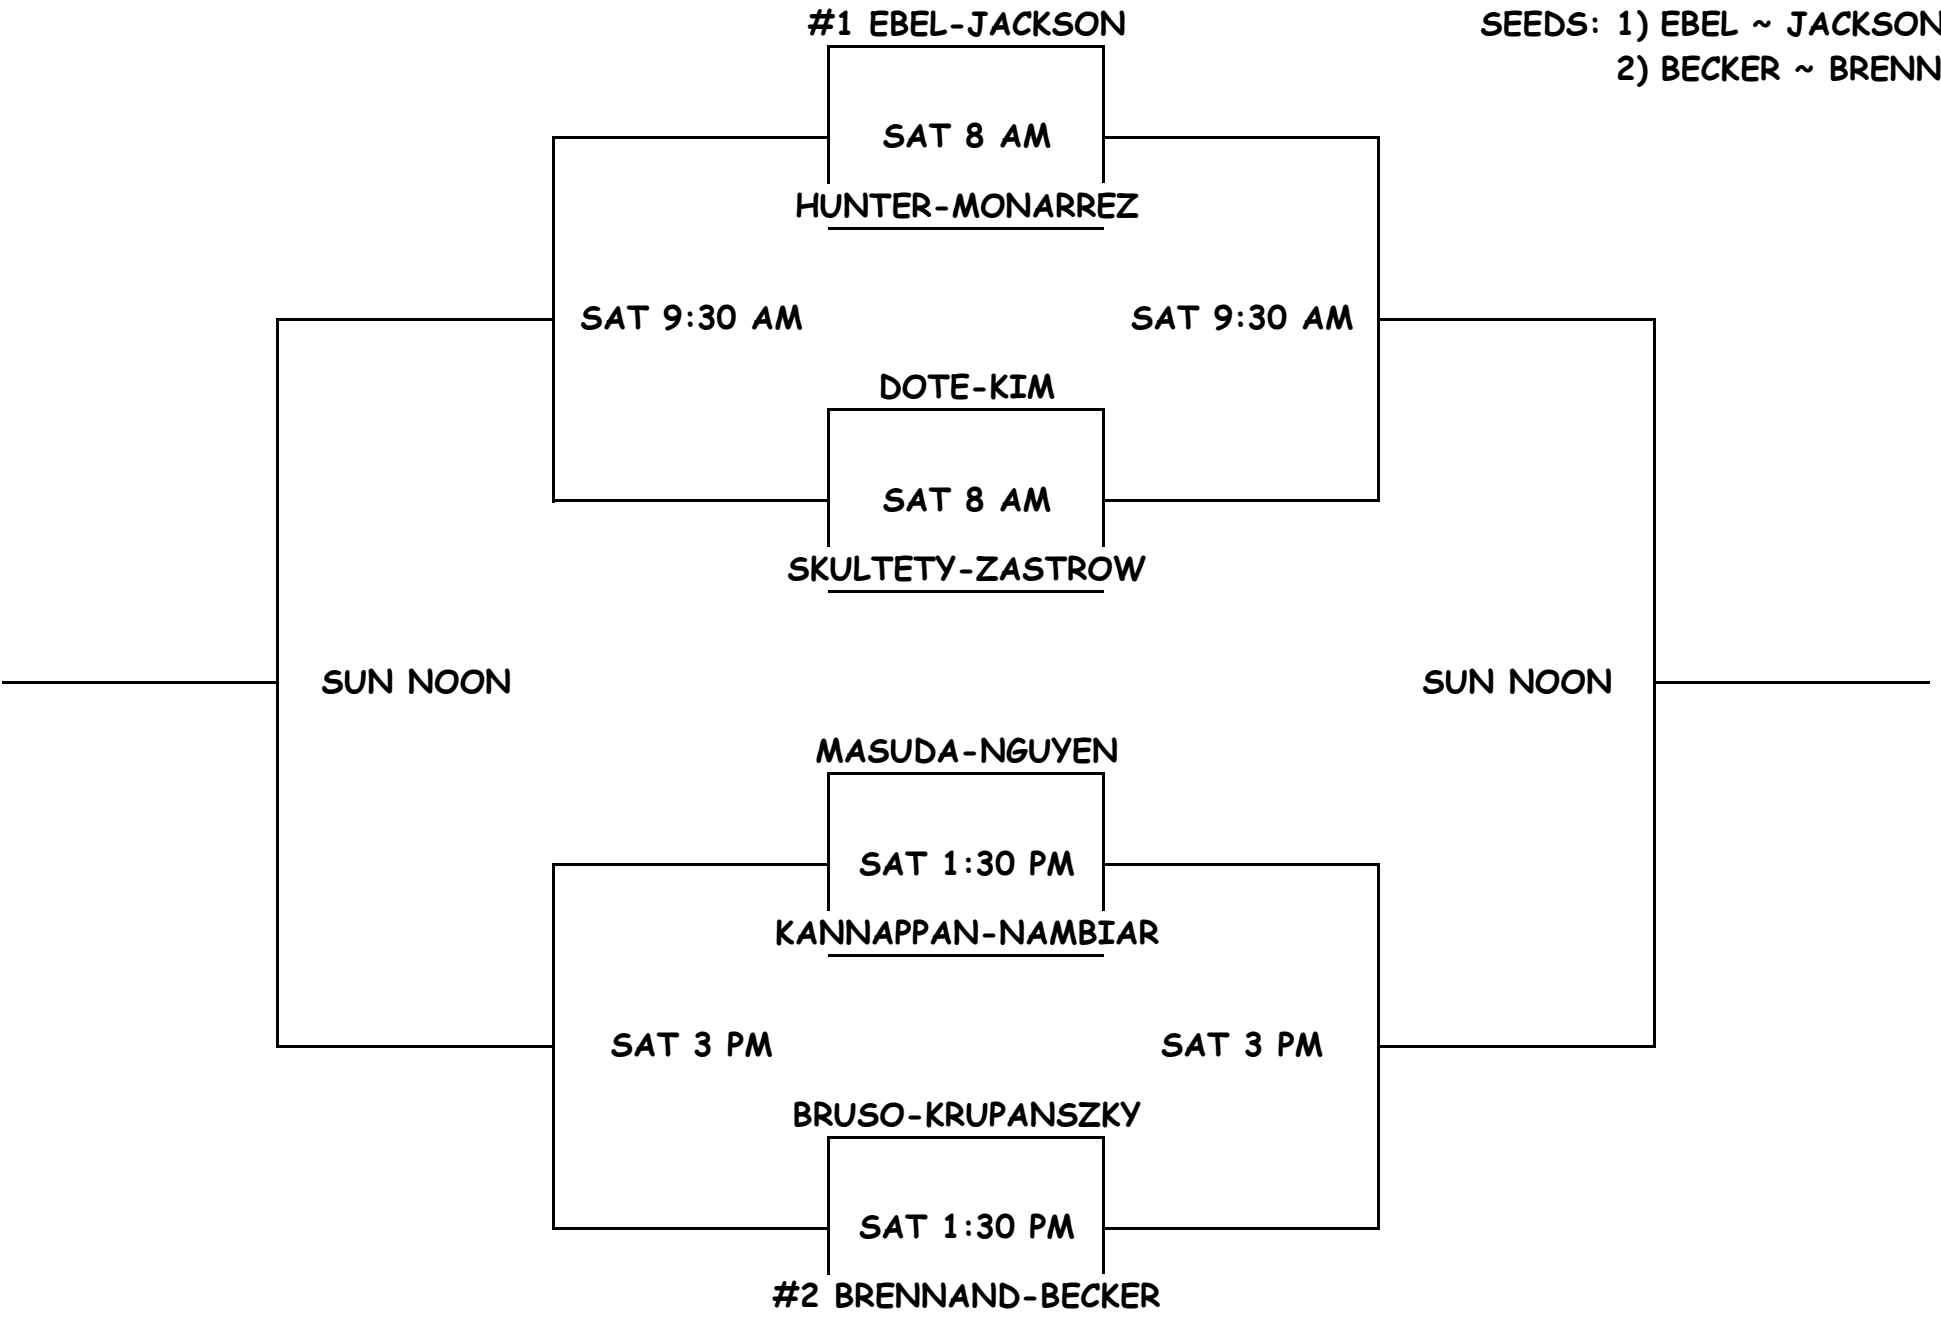 #1 EBEL-JACKSON
SEEDS: 1) EBEL ~ JACKSON
2) BECKER ~ BRENN
SAT 8 AM
HUNTER-MONARREZ
SAT 9:30 AM
SAT 9:30 AM
DOTE-KIM
SAT 8 AM
SKULTETY-ZASTROW
SUN NOON
SUN NOON
MASUDA-NGUYEN
SAT 1:30 PM
KANNAPPAN-NAMBIAR
SAT 3 PM
SAT 3 PM
BRUSO-KRUPANSZKY
SAT 1:30 PM
#2 BRENNAND-BECKER